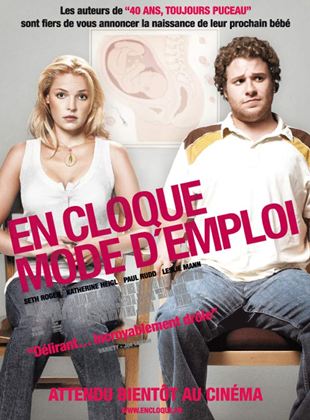 Les auteurs de "40 ANS, TOUJOURS PUCEAU"
sont fiers de vous annoncer la naissance de leur prochain bébé
EN CLOQUE
MODE D'EMPLOI
SETH ROGEN KATHERINE HEIGL PAUL RUDD LESLIE MANN
"Délirant... Incroyablement drôle"
VARIETY
ATTENDU BIENTÔT AU CINÉMA
WWW.ENCLOQUE.FR